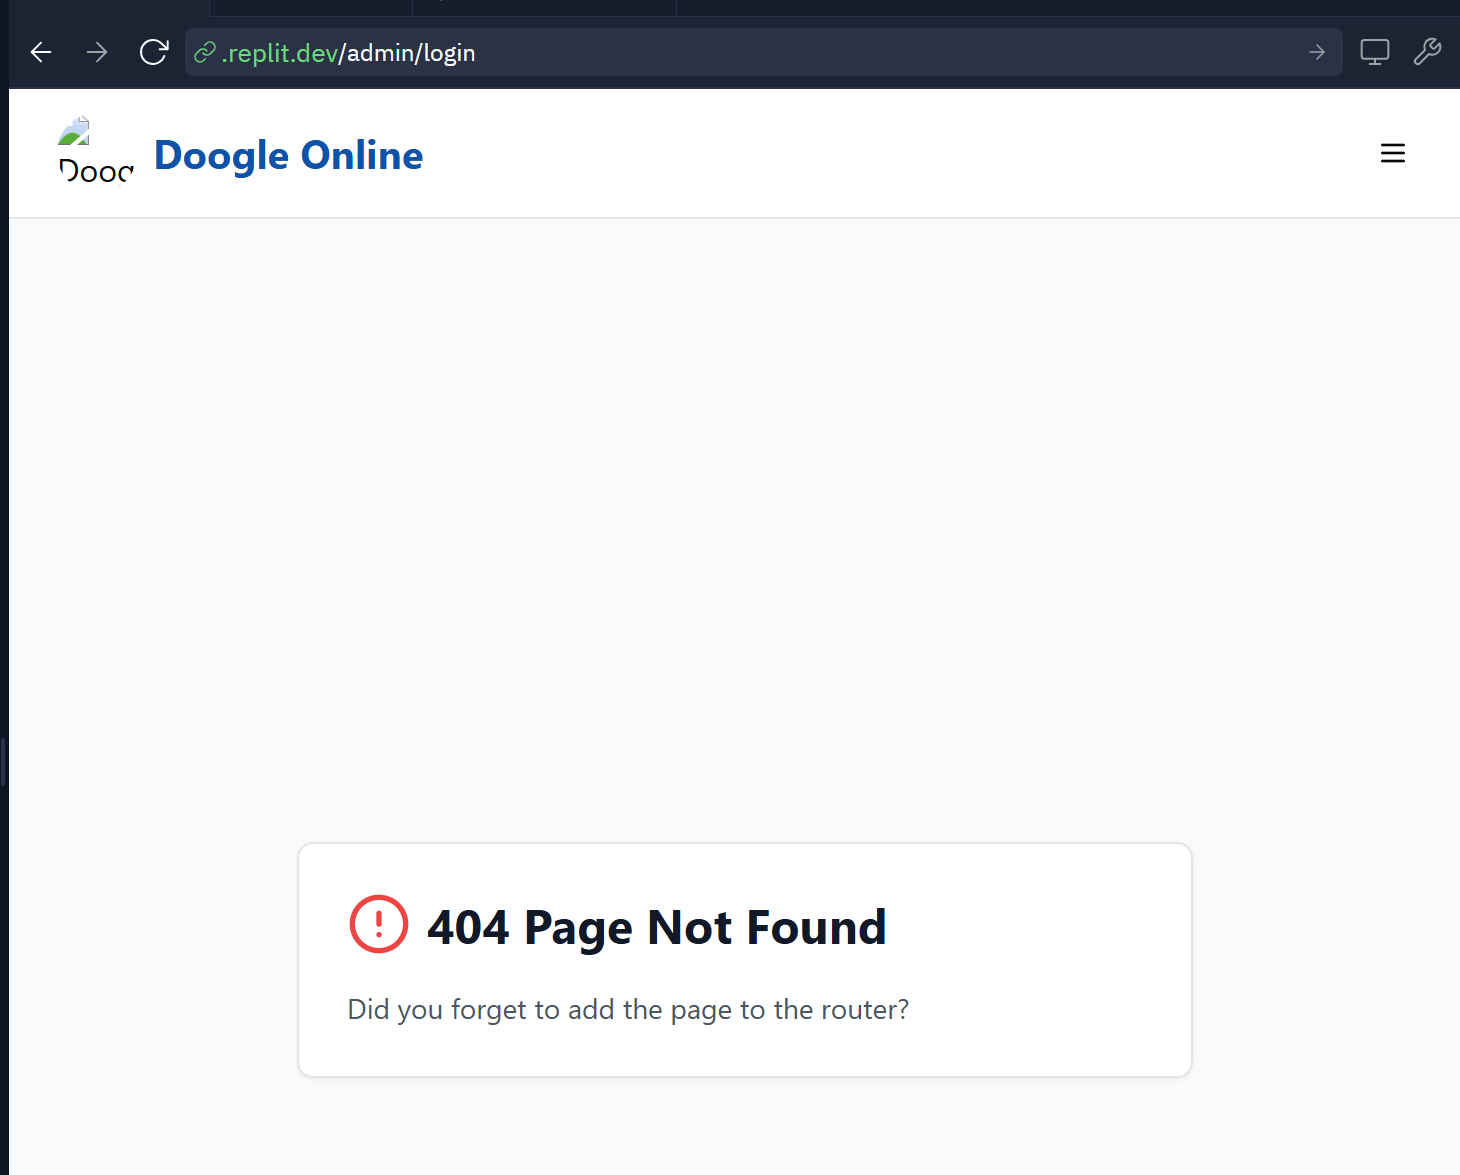 .replit.dev/admin/login
Doog
Doogle Online
404 Page Not Found
Did you forget to add the page to the router?